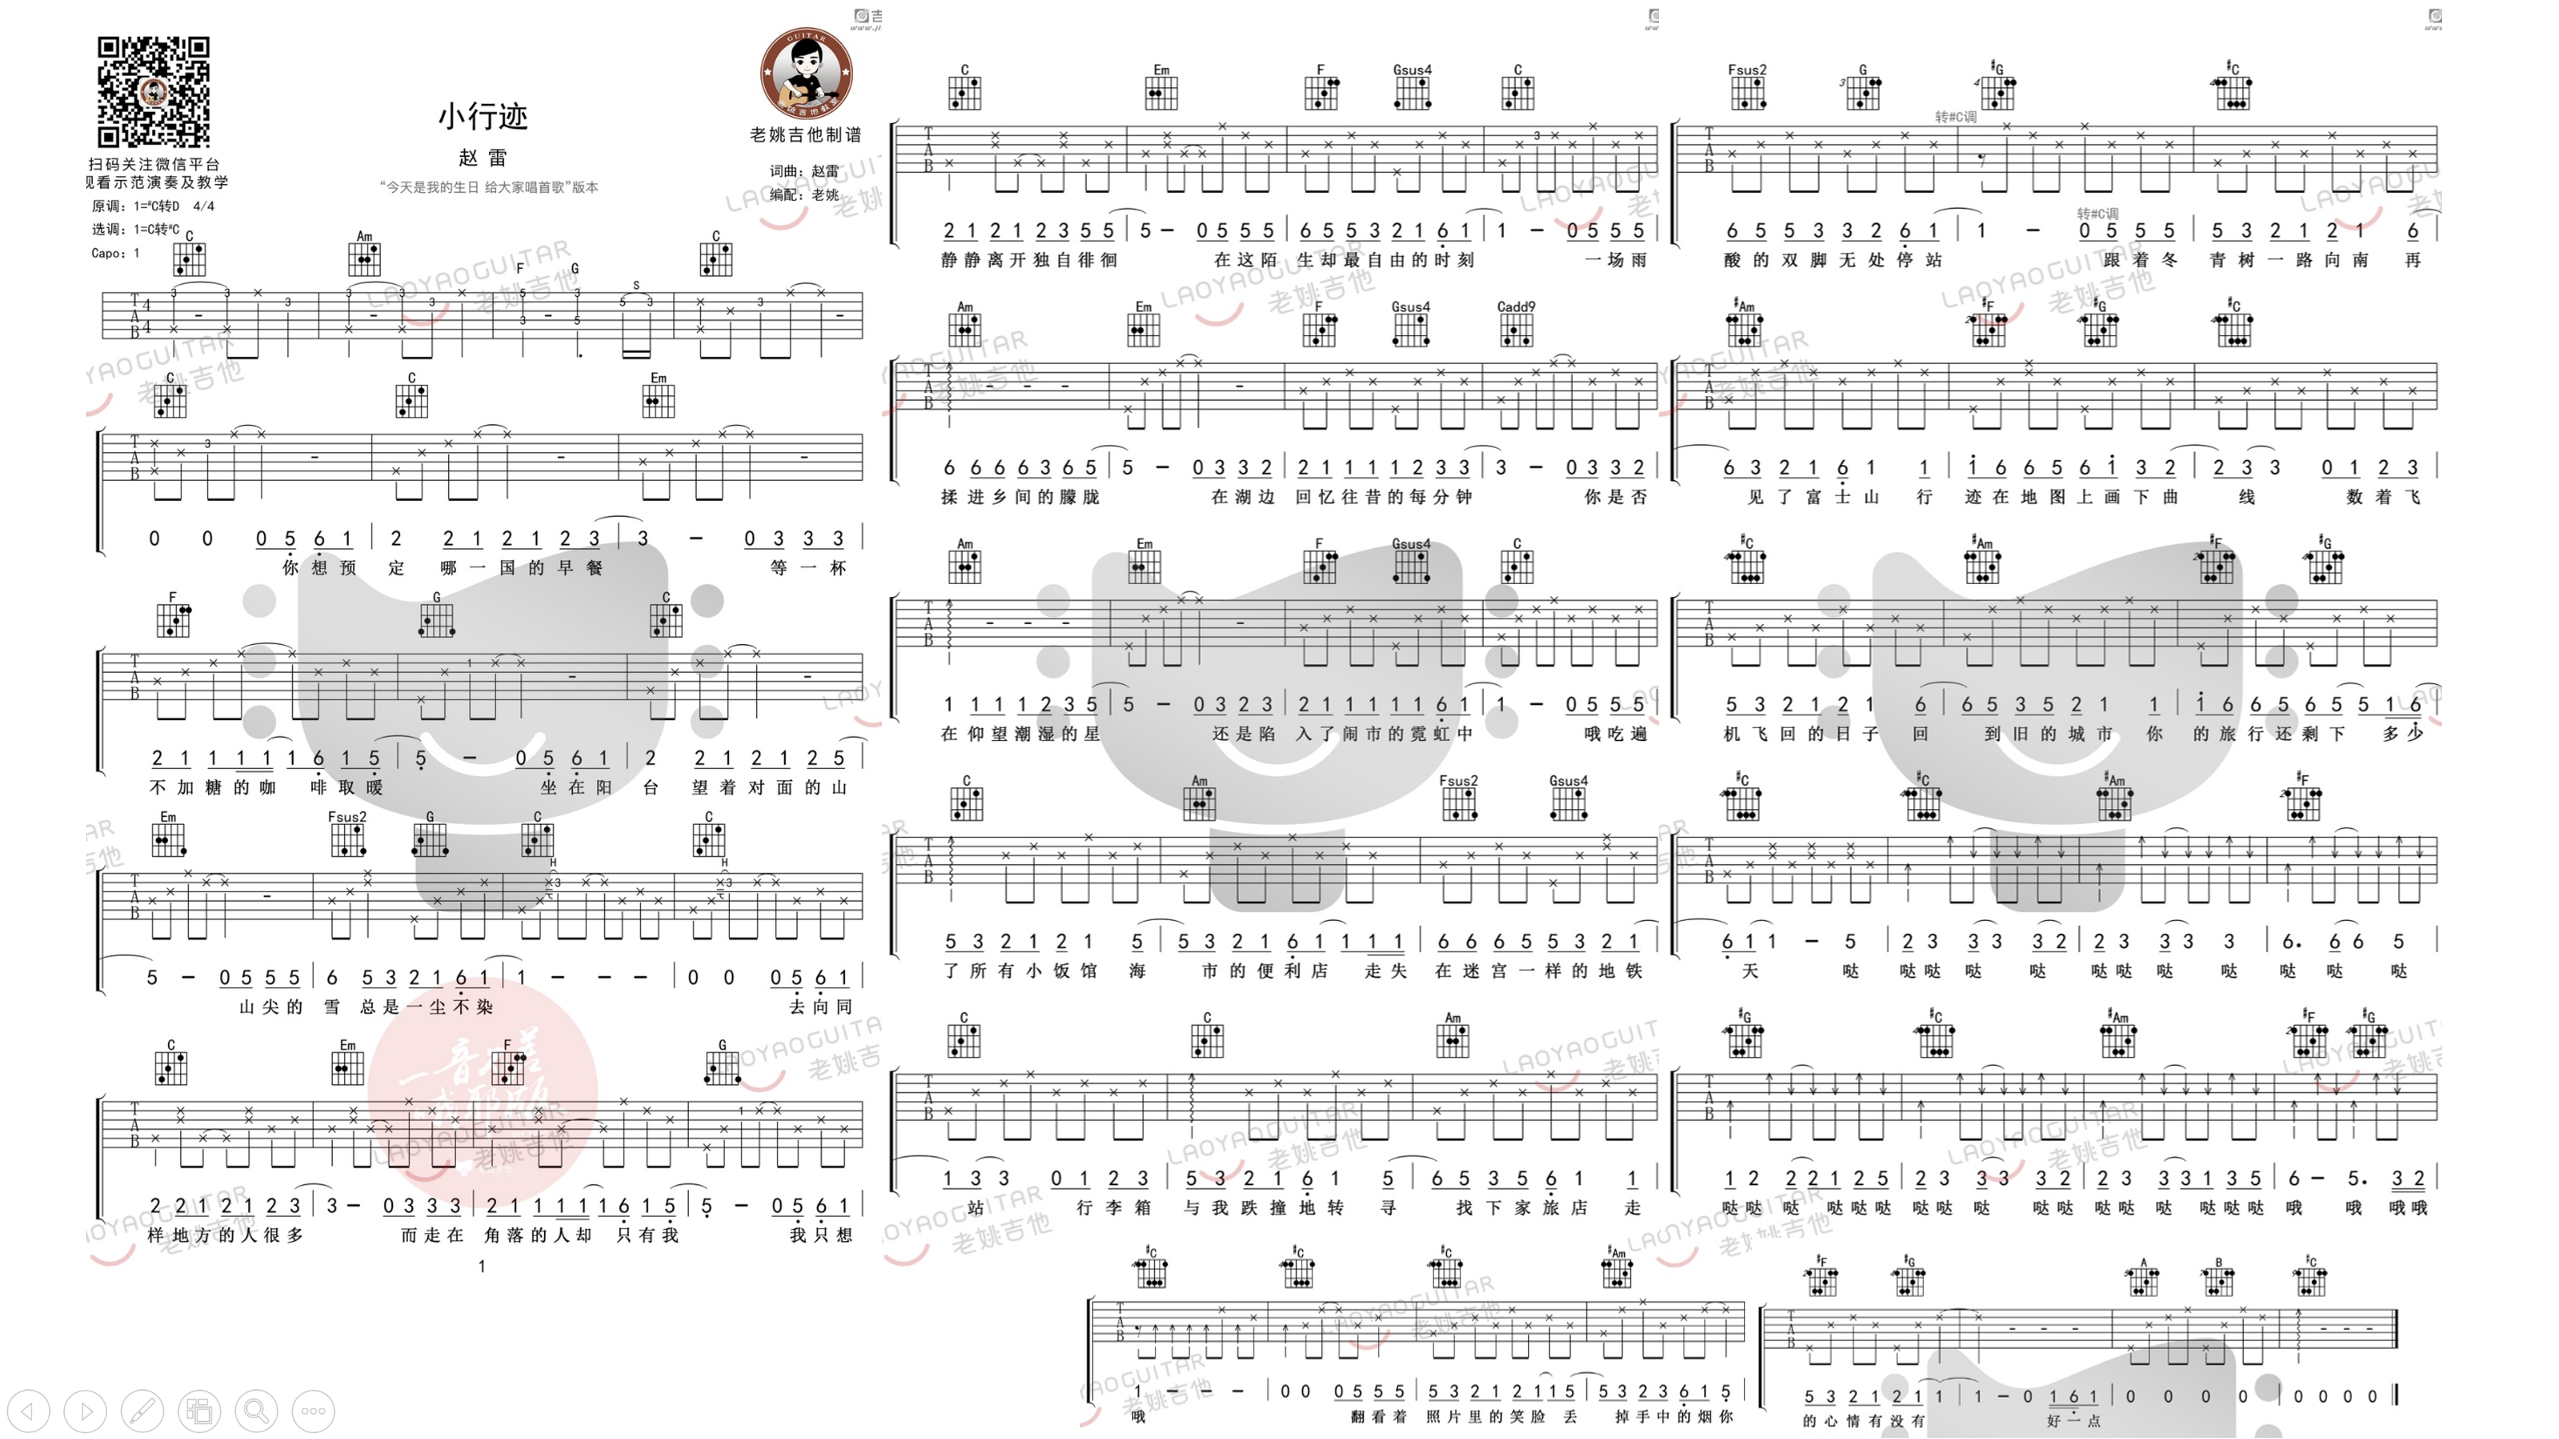 小行迹
赵 雷
“今天是我的生日 给大家唱首歌”版本
GUITAR
老姚吉他教室
老姚吉他制谱
词曲：赵雷
编配：老姚
扫码关注微信平台
观看示范演奏及教学
原调：1=#C转D 4/4
选调：1=C转#C
Capo: 1
C Am F G C
C C Em
0 0 0 5 6 1 | 2 2 1 2 1 2 3 | 3 － 0 3 3 3 |
你 想 预 定 哪 一 国 的 早 餐 等 一 杯
F G C
2 1 1 1 1 1 6 1 5 | 5 － 0 5 6 1 | 2 2 1 2 1 2 5 |
不 加 糖 的 咖 啡 取 暖 坐 在 阳 台 望 着 对 面 的 山
Em Fsus2 G C C
5 － 0 5 5 5 | 6 5 3 2 1 6 1 | 1 － － － | 0 0 0 5 6 1 |
山 尖 的 雪 总 是 一 尘 不 染 去 向 同
C Em F G
2 2 1 2 1 2 3 | 3 － 0 3 3 3 | 2 1 1 1 1 1 6 1 5 | 5 － 0 5 6 1 |
样 地 方 的 人 很 多 而 走 在 角 落 的 人 却 只 有 我 我 只 想
1
C Em F Gsus4 C
2 1 2 1 2 3 5 5 | 5 － 0 5 5 5 | 6 5 5 3 2 1 6 1 | 1 － 0 5 5 5 |
静 静 离 开 独 自 徘 徊 在 这 陌 生 却 最 自 由 的 时 刻 一 场 雨
Am Em F Gsus4 Cadd9
6 6 6 6 3 6 5 | 5 － 0 3 3 2 | 2 1 1 1 1 2 3 3 | 3 － 0 3 3 2 |
揉 进 乡 间 的 朦 胧 在 湖 边 回 忆 往 昔 的 每 分 钟 你 是 否
Am Em F Gsus4 C
1 1 1 1 2 3 5 | 5 － 0 3 2 3 | 2 1 1 1 1 1 6 1 | 1 － 0 5 5 5 |
在 仰 望 潮 湿 的 星 还 是 陷 入 了 闹 市 的 霓 虹 中 哦 吃 遍
C Am Fsus2 Gsus4
5 3 2 1 2 1 5 | 5 3 2 1 6 1 1 1 1 | 6 6 6 5 5 3 2 1 |
了 所 有 小 饭 馆 海 市 的 便 利 店 走 失 在 迷 宫 一 样 的 地 铁
C C Am
1 3 3 0 1 2 3 | 5 3 2 1 6 1 5 | 6 5 3 5 6 1 1 |
站 行 李 箱 与 我 跌 撞 地 转 寻 找 下 家 旅 店 走
Fsus2 G #G #C
转#C调
转#C调
6 5 5 3 3 2 6 1 | 1 － 0 5 5 5 | 5 3 2 1 2 1 6 |
酸 的 双 脚 无 处 停 站 跟 着 冬 青 树 一 路 向 南 再
#Am #F #G #C
6 3 2 1 6 1 1 | 1 6 6 5 6 1 3 2 | 2 3 3 0 1 2 3 |
见 了 富 士 山 行 迹 在 地 图 上 画 下 曲 线 数 着 飞
#C #Am #F #G
5 3 2 1 2 1 6 | 6 5 3 5 2 1 1 | 1 6 6 5 6 5 5 1 6 |
机 飞 回 的 日 子 回 到 旧 的 城 市 你 的 旅 行 还 剩 下 多 少
#C #C #Am #F
6 1 1 － 5 | 2 3 3 3 3 2 | 2 3 3 3 3 | 6. 6 6 5 |
天 哒 哒哒 哒 哒 哒哒 哒 哒 哒 哒 哒
#G #C #Am #F #G
1 2 2 2 1 2 5 | 2 3 3 3 3 2 | 2 3 3 3 1 3 5 | 6 － 5. 3 2 |
哒哒 哒 哒哒哒 哒哒 哒 哒哒 哒哒 哒 哒哒哒 哦 哦 哦哦
#C #C #C #Am
1 － － － | 0 0 0 5 5 5 | 5 3 2 1 2 1 1 5 | 5 3 2 3 6 1 5 |
哦 翻 看 着 照 片 里 的 笑 脸 丢 掉 手 中 的 烟 你
#F #G A B #C
5 3 2 1 2 1 1 | 1 － 0 1 6 1 | 0 0 0 0 | 0 0 0 0 ‖
的 心 情 有 没 有 好 一 点
LAOYAOGUITAR
老姚吉他